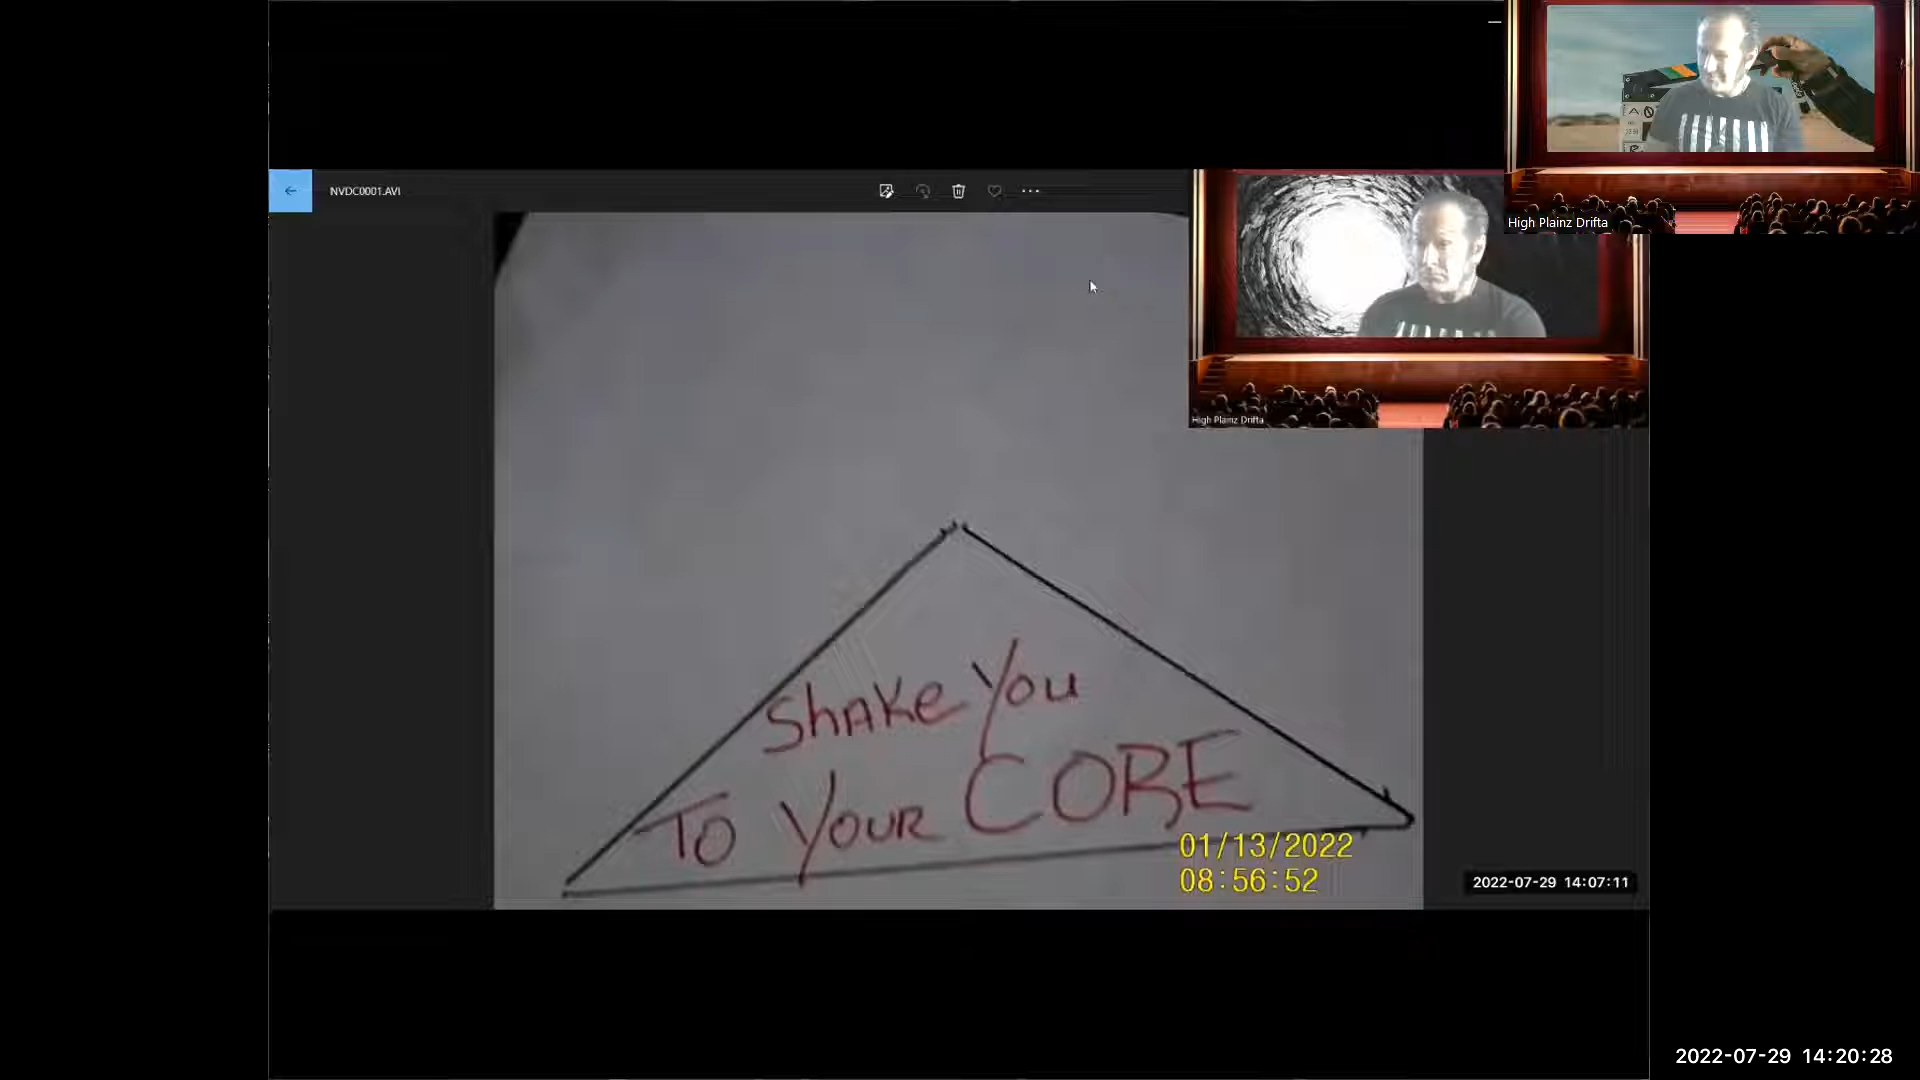 High Plainz Drifta
NVDC0001.AVI
High Plainz Drifta
Shake You
To Your CORE
01/13/2022
08:56:52
2022-07-29 14:07:11
2022-07-29 14:20:28